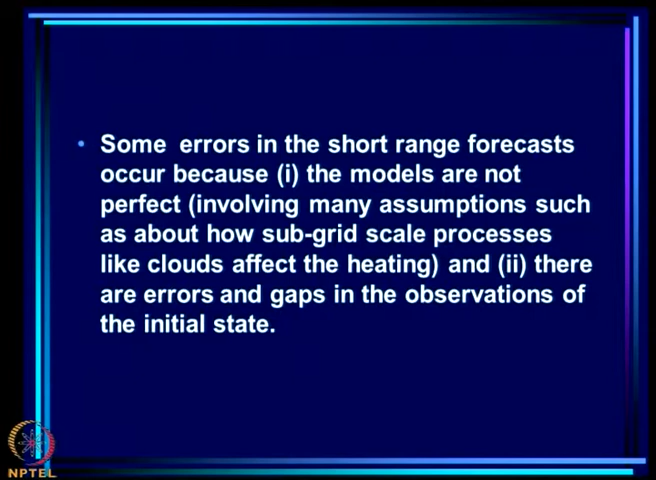 • Some errors in the short range forecasts
occur because (i) the models are not
perfect (involving many assumptions such
as about how sub-grid scale processes
like clouds affect the heating) and (ii) there
are errors and gaps in the observations of
the initial state.
NPTEL